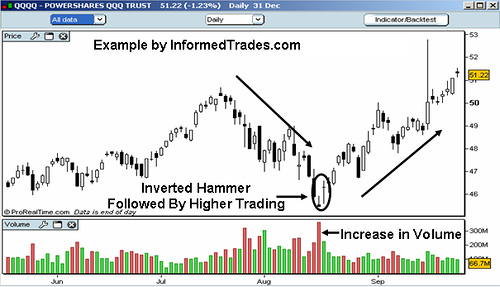 QQQQ - POWERSHARES QQQ TRUST 51.22 (-1.23%) Daily 31 Dec
All data
Daily
Indicator/Backtest
Price
Example by InformedTrades.com
53
52
51.22
50
49
48
47
46
Inverted Hammer
Followed By Higher Trading
© ProRealTime.com Data is end of day
Volume
Increase in Volume
300M
200M
100M
66.7M
Jun
Jul
Aug
Sep